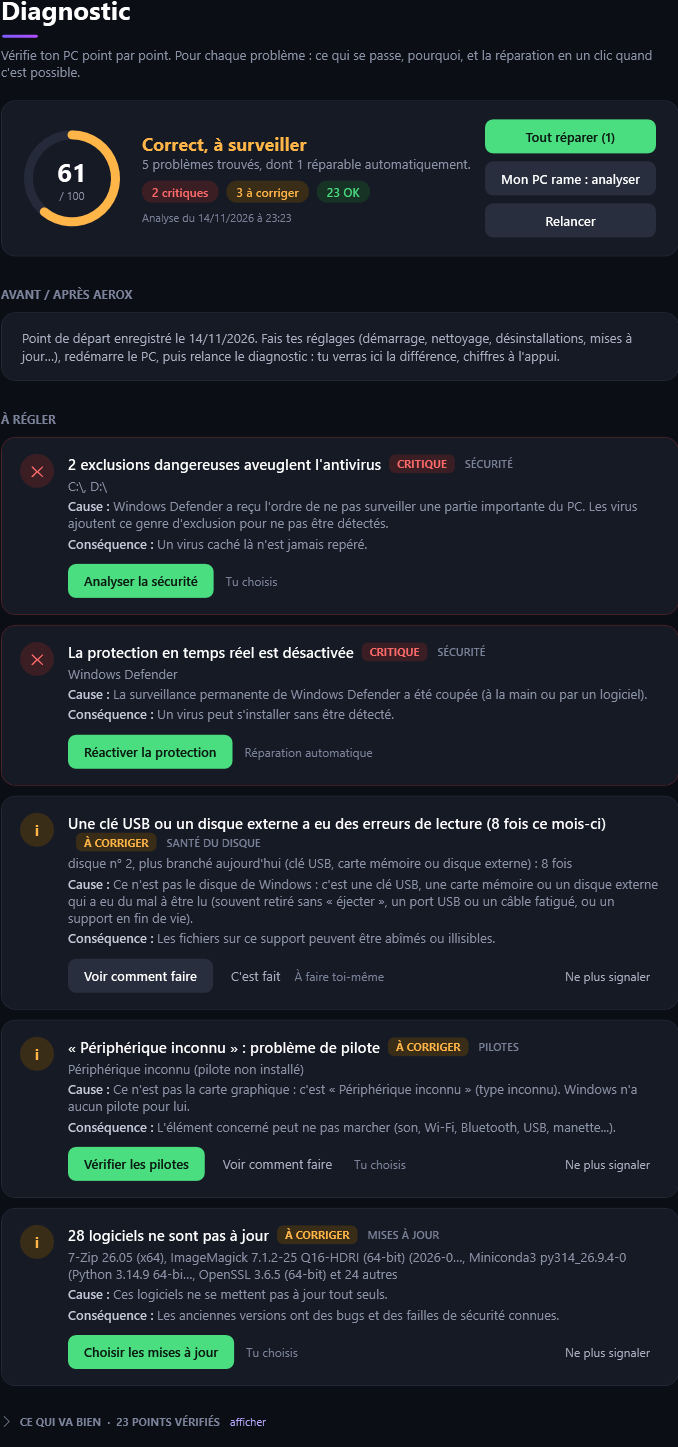 Diagnostic
Vérifie ton PC point par point. Pour chaque problème : ce qui se passe, pourquoi, et la réparation en un clic quand
c'est possible.
61
/ 100
Correct, à surveiller
5 problèmes trouvés, dont 1 réparable automatiquement.
2 critiques
3 à corriger
23 OK
Analyse du 14/11/2026 à 23:23
Tout réparer (1)
Mon PC rame : analyser
Relancer
AVANT / APRÈS AEROX
Point de départ enregistré le 14/11/2026. Fais tes réglages (démarrage, nettoyage, désinstallations, mises à
jour...), redémarre le PC, puis relance le diagnostic : tu verras ici la différence, chiffres à l'appui.
À RÉGLER
2 exclusions dangereuses aveuglent l'antivirus CRITIQUE SÉCURITÉ
C:\, D:\
Cause : Windows Defender a reçu l'ordre de ne pas surveiller une partie importante du PC. Les virus
ajoutent ce genre d'exclusion pour ne pas être détectés.
Conséquence : Un virus caché là n'est jamais repéré.
Analyser la sécurité Tu choisis
La protection en temps réel est désactivée CRITIQUE SÉCURITÉ
Windows Defender
Cause : La surveillance permanente de Windows Defender a été coupée (à la main ou par un logiciel).
Conséquence : Un virus peut s'installer sans être détecté.
Réactiver la protection Réparation automatique
i
Une clé USB ou un disque externe a eu des erreurs de lecture (8 fois ce mois-ci)
À CORRIGER SANTÉ DU DISQUE
disque n° 2, plus branché aujourd'hui (clé USB, carte mémoire ou disque externe) : 8 fois
Cause : Ce n'est pas le disque de Windows : c'est une clé USB, une carte mémoire ou un disque externe
qui a eu du mal à être lu (souvent retiré sans « éjecter », un port USB ou un câble fatigué, ou un
support en fin de vie).
Conséquence : Les fichiers sur ce support peuvent être abîmés ou illisibles.
Voir comment faire C'est fait À faire toi-même Ne plus signaler
i
« Périphérique inconnu » : problème de pilote À CORRIGER PILOTES
Périphérique inconnu (pilote non installé)
Cause : Ce n'est pas la carte graphique : c'est « Périphérique inconnu » (type inconnu). Windows n'a
aucun pilote pour lui.
Conséquence : L'élément concerné peut ne pas marcher (son, Wi-Fi, Bluetooth, USB, manette...).
Vérifier les pilotes Voir comment faire Tu choisis Ne plus signaler
i
28 logiciels ne sont pas à jour À CORRIGER MISES À JOUR
7-Zip 26.05 (x64), ImageMagick 7.1.2-25 Q16-HDRI (64-bit) (2026-0..., Miniconda3 py314_26.9.4-0
(Python 3.14.9 64-bi..., OpenSSL 3.6.5 (64-bit) et 24 autres
Cause : Ces logiciels ne se mettent pas à jour tout seuls.
Conséquence : Les anciennes versions ont des bugs et des failles de sécurité connues.
Choisir les mises à jour Tu choisis Ne plus signaler
CE QUI VA BIEN · 23 POINTS VÉRIFIÉS afficher